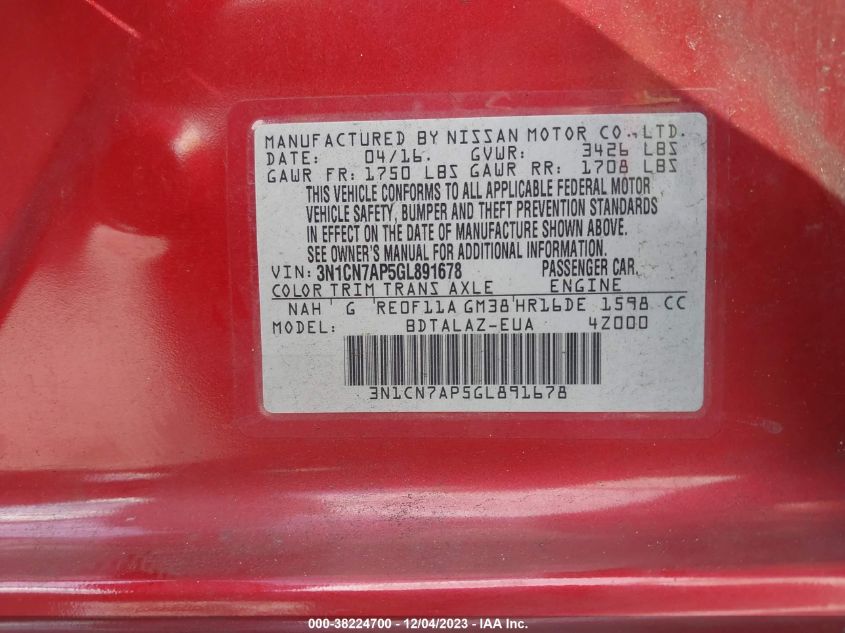 MANUFACTURED BY NISSAN MOTOR CO., LTD.
DATE: 04/16. GVWR: 3426 LBS
GAWR FR: 1750 LBS GAWR RR: 1708 LBS
THIS VEHICLE CONFORMS TO ALL APPLICABLE FEDERAL MOTOR
VEHICLE SAFETY, BUMPER AND THEFT PREVENTION STANDARDS
IN EFFECT ON THE DATE OF MANUFACTURE SHOWN ABOVE.
SEE OWNER'S MANUAL FOR ADDITIONAL INFORMATION.
VIN: 3N1CN7AP5GL891678 PASSENGER CAR
COLOR TRIM TRANS AXLE ENGINE
NAH G RE0F11A GM38 HR16DE 1598 CC
MODEL: BDTALAZ-EUA 4Z000
3N1CN7AP5GL891678
000-38224700 - 12/04/2023 - IAA Inc.